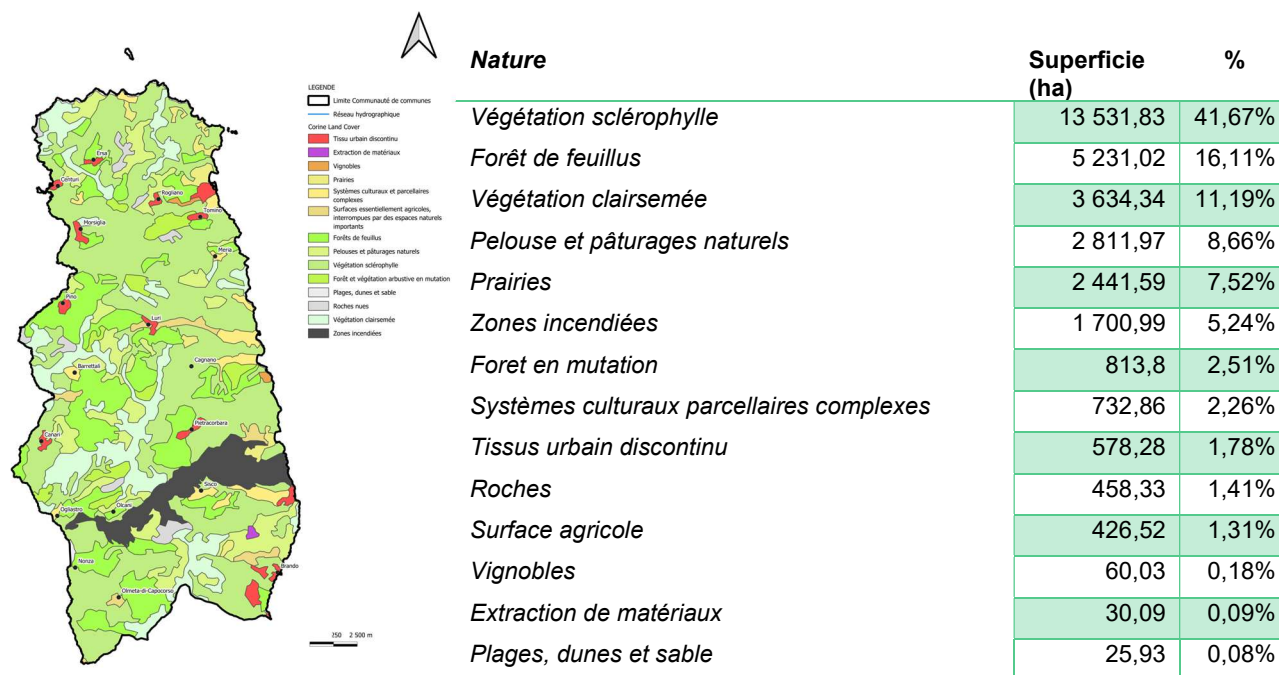 LEGENDE
Limite Communauté de communes
Réseau hydrographique
Corine Land Cover
Tissu urbain discontinu
Extraction de matériaux
Vignobles
Prairies
Systèmes culturaux et parcellaires
complexes
Surfaces essentiellement agricoles,
interrompues par des espaces naturels
importants
Forêts de feuillus
Pelouses et pâturages naturels
Végétation sclérophylle
Forêt et végétation arbustive en mutation
Plages, dunes et sable
Roches nues
Végétation clairsemée
Zones incendiées
Ersa
Centuri
Rogliano
Tomino
Morsiglia
Meria
Pino
Luri
Cagnano
Barrettali
Pietracorbara
Canari
Sisco
Ogliastro
Olcani
Nonza
Brando
Olmeta-di-Capocorso
250 2 500 m
Nature Superficie %
(ha)
Végétation sclérophylle 13 531,83 41,67%
Forêt de feuillus 5 231,02 16,11%
Végétation clairsemée 3 634,34 11,19%
Pelouse et pâturages naturels 2 811,97 8,66%
Prairies 2 441,59 7,52%
Zones incendiées 1 700,99 5,24%
Foret en mutation 813,8 2,51%
Systèmes culturaux parcellaires complexes 732,86 2,26%
Tissus urbain discontinu 578,28 1,78%
Roches 458,33 1,41%
Surface agricole 426,52 1,31%
Vignobles 60,03 0,18%
Extraction de matériaux 30,09 0,09%
Plages, dunes et sable 25,93 0,08%